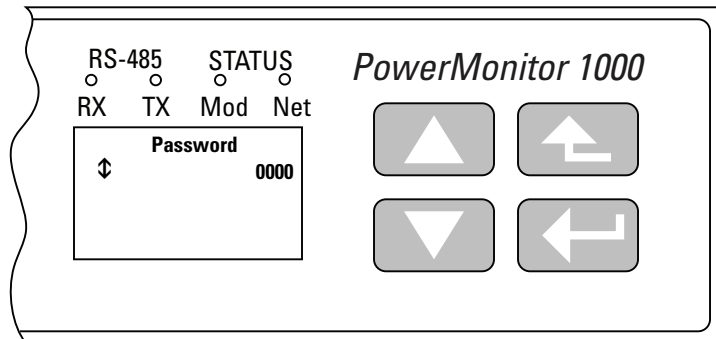 RS-485 STATUS
RX TX Mod Net
PowerMonitor 1000
Password
↕ 0000